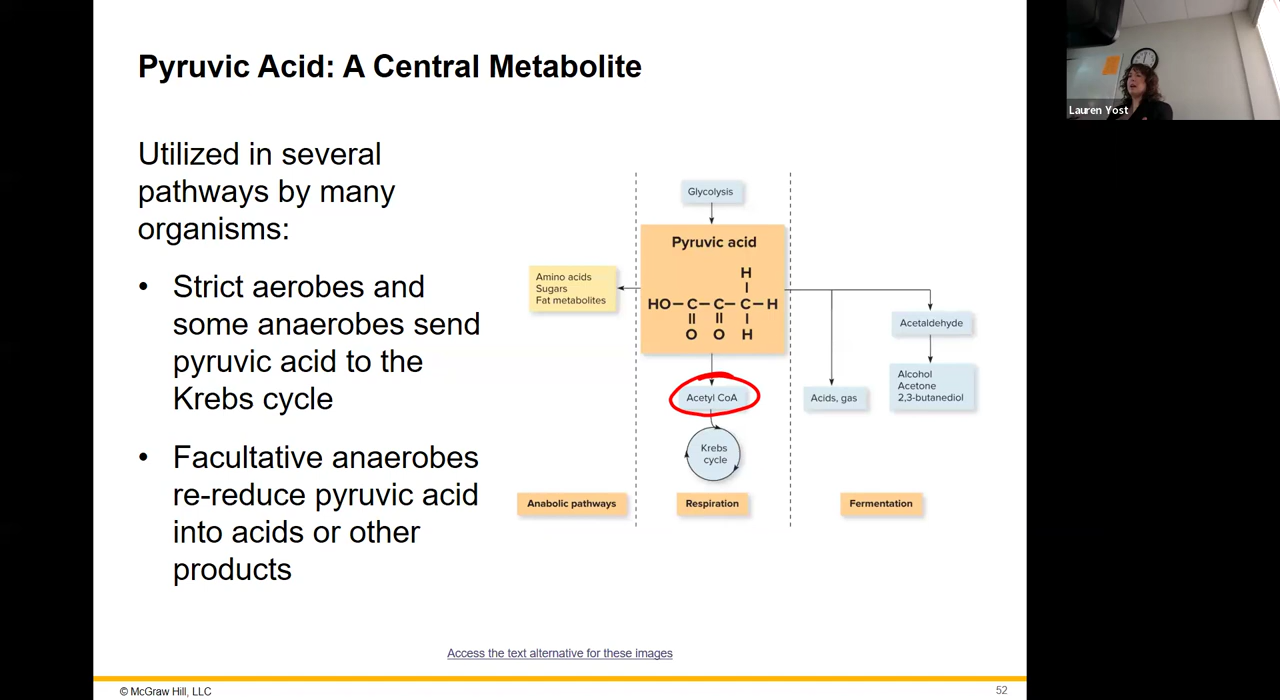 Pyruvic Acid: A Central Metabolite
Lauren Yost
Utilized in several
pathways by many
organisms:
• Strict aerobes and
some anaerobes send
pyruvic acid to the
Krebs cycle
• Facultative anaerobes
re-reduce pyruvic acid
into acids or other
products
Glycolysis
Pyruvic acid
H
HO C C C H
O O H
Amino acids
Sugars
Fat metabolites
Acetyl CoA
Krebs
cycle
Acids, gas
Acetaldehyde
Alcohol
Acetone
2,3-butanediol
Anabolic pathways
Respiration
Fermentation
Access the text alternative for these images
© McGraw Hill, LLC
52